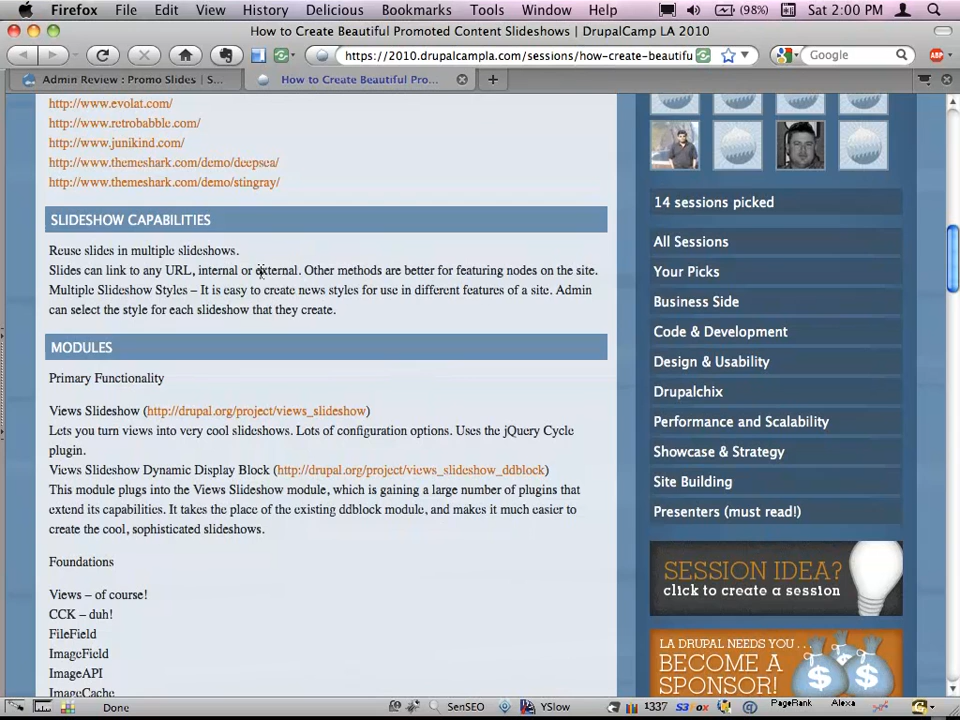 Firefox File Edit View History Delicious Bookmarks Tools Window Help (98%) Sat 2:00 PM
How to Create Beautiful Promoted Content Slideshows | DrupalCamp LA 2010
https://2010.drupalcampla.com/sessions/how-create-beautifu Google ABP
Admin Review : Promo Slides | S... How to Create Beautiful Pro...
http://www.evolat.com/
http://www.retrobabble.com/
http://www.junikind.com/
http://www.themeshark.com/demo/deepsea/
http://www.themeshark.com/demo/stingray/
SLIDESHOW CAPABILITIES
Reuse slides in multiple slideshows.
Slides can link to any URL, internal or external. Other methods are better for featuring nodes on the site.
Multiple Slideshow Styles – It is easy to create news styles for use in different features of a site. Admin
can select the style for each slideshow that they create.
MODULES
Primary Functionality
Views Slideshow (http://drupal.org/project/views_slideshow)
Lets you turn views into very cool slideshows. Lots of configuration options. Uses the jQuery Cycle
plugin.
Views Slideshow Dynamic Display Block (http://drupal.org/project/views_slideshow_ddblock)
This module plugs into the Views Slideshow module, which is gaining a large number of plugins that
extend its capabilities. It takes the place of the existing ddblock module, and makes it much easier to
create the cool, sophisticated slideshows.
Foundations
Views – of course!
CCK – duh!
FileField
ImageField
ImageAPI
ImageCache
14 sessions picked
All Sessions
Your Picks
Business Side
Code & Development
Design & Usability
Drupalchix
Performance and Scalability
Showcase & Strategy
Site Building
Presenters (must read!)
SESSION IDEA?
click to create a session
LA DRUPAL NEEDS YOU . . .
BECOME A
SPONSOR!
$ $
Done SenSEO YSlow 1337 S3Fox PageRank Alexa